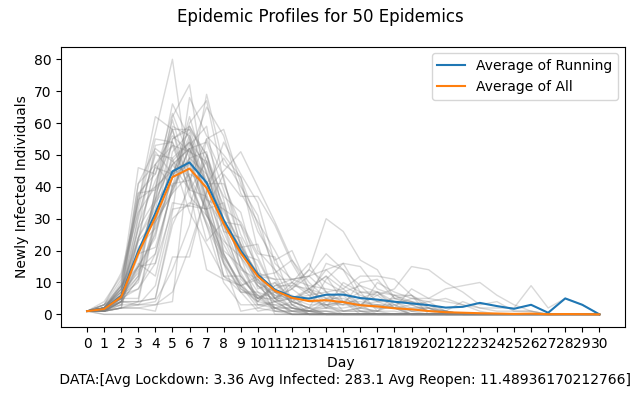 Epidemic Profiles for 50 Epidemics
Average of Running
Average of All
Newly Infected Individuals
80
70
60
50
40
30
20
10
0
0 1 2 3 4 5 6 7 8 9 10 11 12 13 14 15 16 17 18 19 20 21 22 23 24 25 26 27 28 29 30
Day
DATA:[Avg Lockdown: 3.36 Avg Infected: 283.1 Avg Reopen: 11.48936170212766]